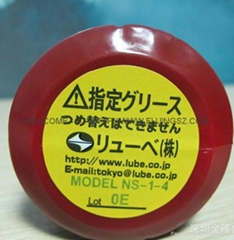 指定グリース
つめ替えはできません
リューベ(株)
http://www.lube.co.jp
E-mail:tokyo@lube.co.jp
MODEL NS-1-4
Lot 0E